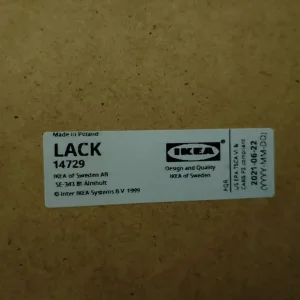 Made in Poland
LACK
14729
IKEA of Sweden AB
SE-343 81 Älmhult
© Inter IKEA Systems B.V. 1999
IKEA
Design and Quality
IKEA of Sweden
PQR
US EPA TSCA VI &
CARB P2 compliant
2021-06-22
(YYYY-MM-DD)